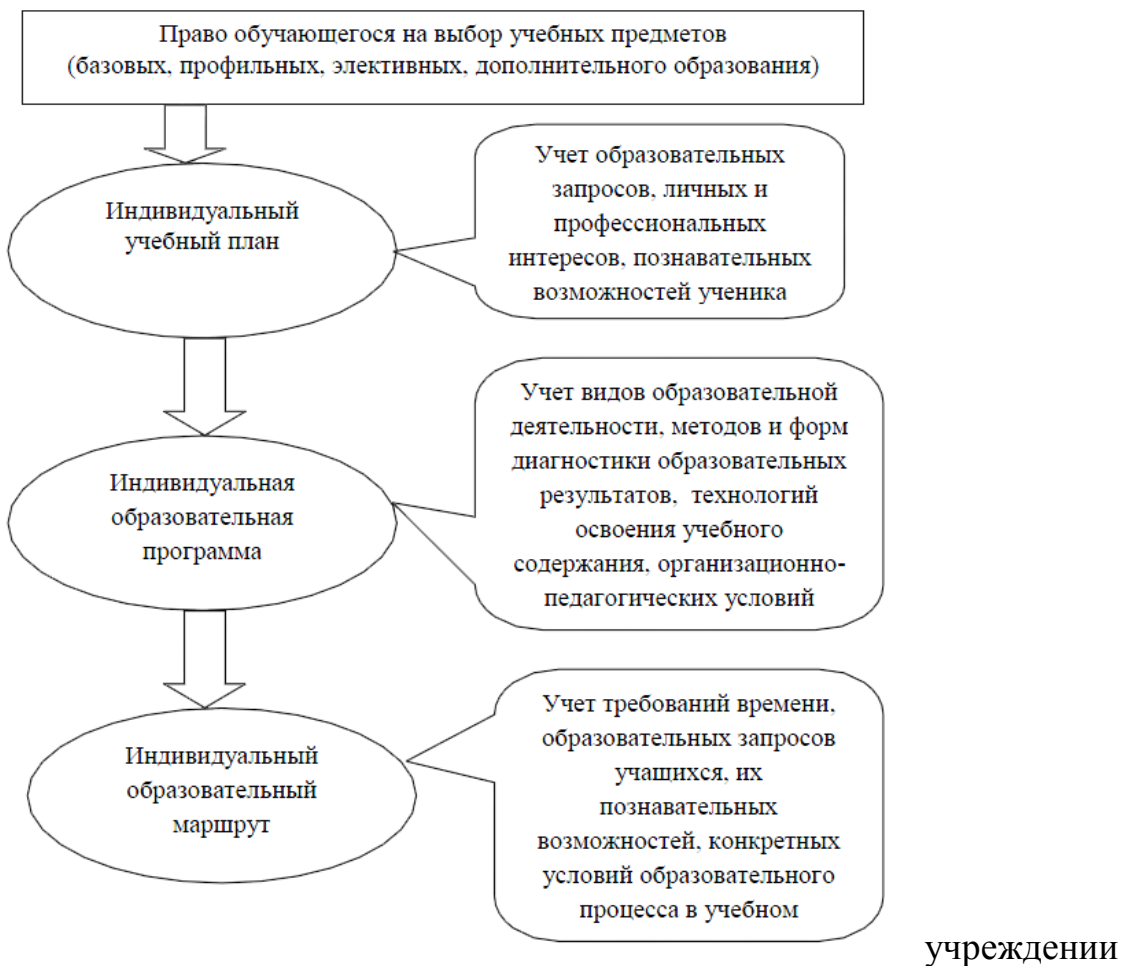 Право обучающегося на выбор учебных предметов
(базовых, профильных, элективных, дополнительного образования)
Индивидуальный
учебный план
Учет образовательных
запросов, личных и
профессиональных
интересов, познавательных
возможностей ученика
Индивидуальная
образовательная
программа
Учет видов образовательной
деятельности, методов и форм
диагностики образовательных
результатов, технологий
освоения учебного
содержания, организационно-
педагогических условий
Индивидуальный
образовательный
маршрут
Учет требований времени,
образовательных запросов
учащихся, их
познавательных
возможностей, конкретных
условий образовательного
процесса в учебном
учреждении